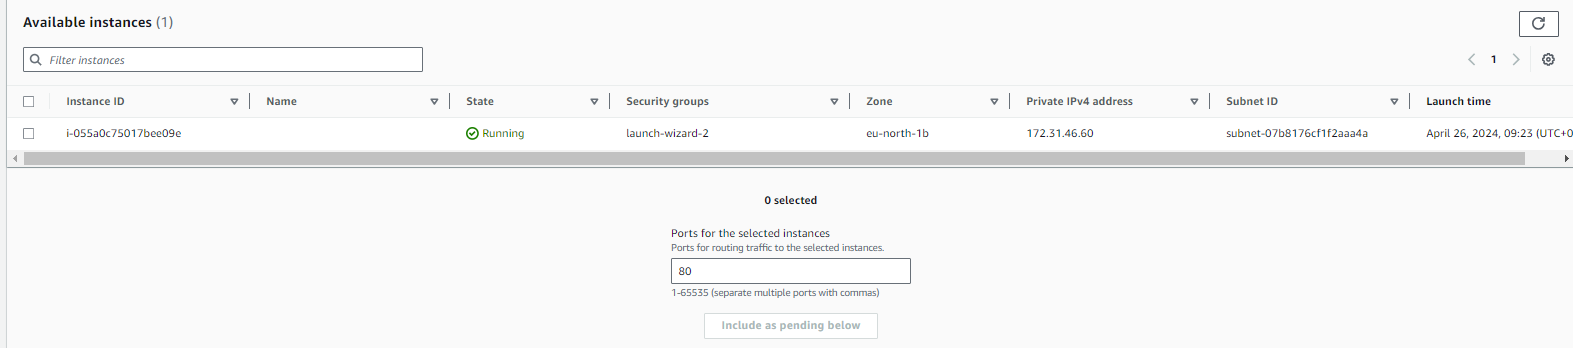 Available instances (1)
Filter instances
1
Instance ID Name State Security groups Zone Private IPv4 address Subnet ID Launch time
i-055a0c75017bee09e Running launch-wizard-2 eu-north-1b 172.31.46.60 subnet-07b8176cf1f2aaa4a April 26, 2024, 09:23 (UTC+0
0 selected
Ports for the selected instances
Ports for routing traffic to the selected instances.
80
1-65535 (separate multiple ports with commas)
Include as pending below